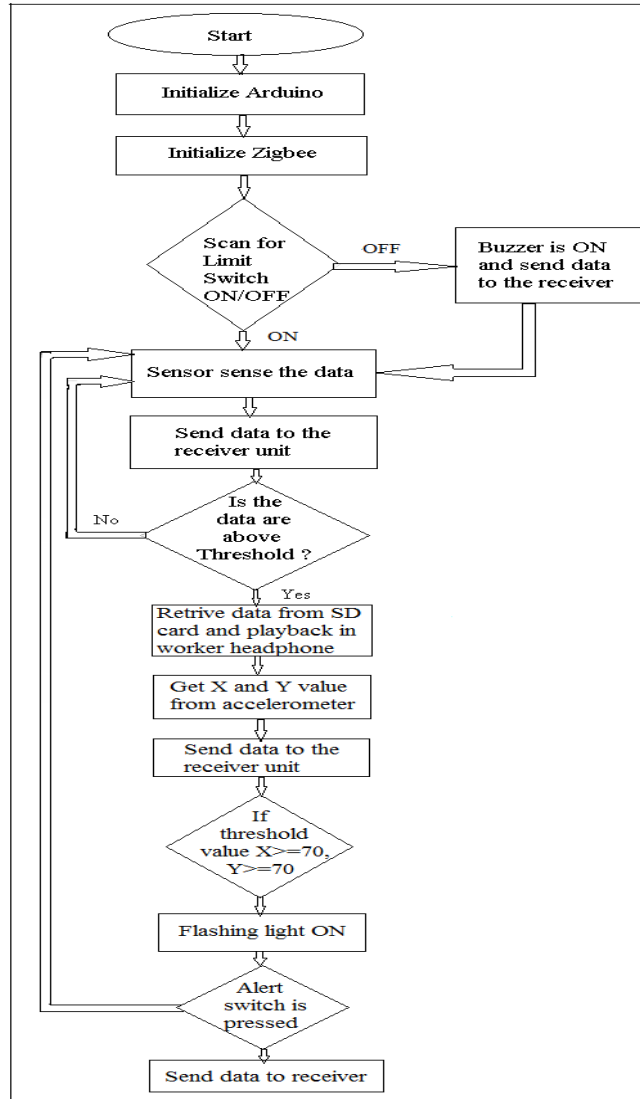 Start
Initialize Arduino
Initialize Zigbee
Scan for
Limit
Switch
ON/OFF
OFF
Buzzer is ON
and send data
to the receiver
ON
Sensor sense the data
Send data to the
receiver unit
Is the
data are
above
Threshold ?
No
Yes
Retrive data from SD
card and playback in
worker headphone
Get X and Y value
from accelerometer
Send data to the
receiver unit
If
threshold
value X>=70,
Y>=70
Flashing light ON
Alert
switch is
pressed
Send data to receiver